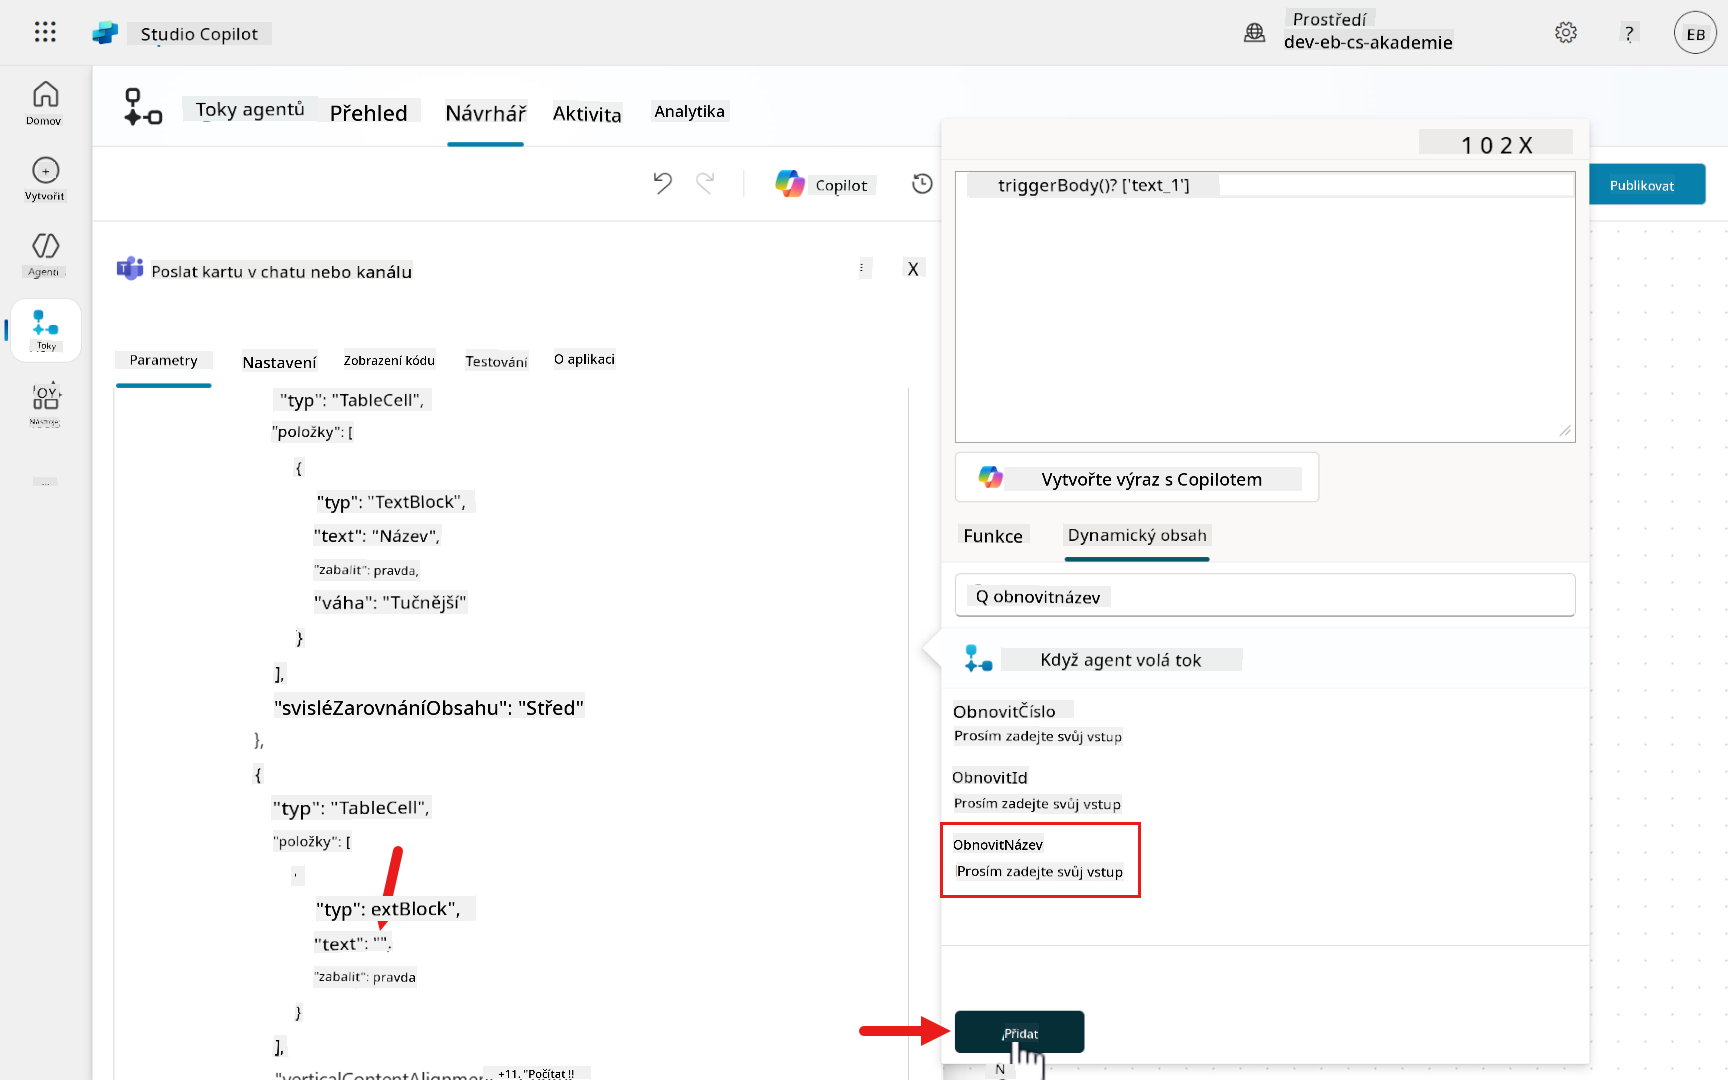 Studio Copilot
Prostředí
dev-eb-cs-akademie
?
EB
Domov
Vytvořit
Agenti
Toky
Nástroje
Toky agentů
Přehled
Návrhář
Aktivita
Analytika
Copilot
Publikovat
Poslat kartu v chatu nebo kanálu
X
Parametry
Nastavení
Zobrazení kódu
Testování
O aplikaci
"typ": "TableCell",
"položky": [
{
"typ": "TextBlock",
"text": "Název",
"zabalit": pravda,
"váha": "Tučnější"
}
],
"svisléZarovnáníObsahu": "Střed"
},
{
"typ": "TableCell",
"položky": [
"typ": extBlock",
"text": "",
"zabalit": pravda
}
],
"verticalContentAlignmen
+11. "Počítat !!
1 0 2 X
triggerBody()? ['text_1']
Vytvořte výraz s Copilotem
Funkce
Dynamický obsah
Q obnovitnázev
Když agent volá tok
ObnovitČíslo
Prosím zadejte svůj vstup
ObnovitId
Prosím zadejte svůj vstup
ObnovitNázev
Prosím zadejte svůj vstup
Přidat
N